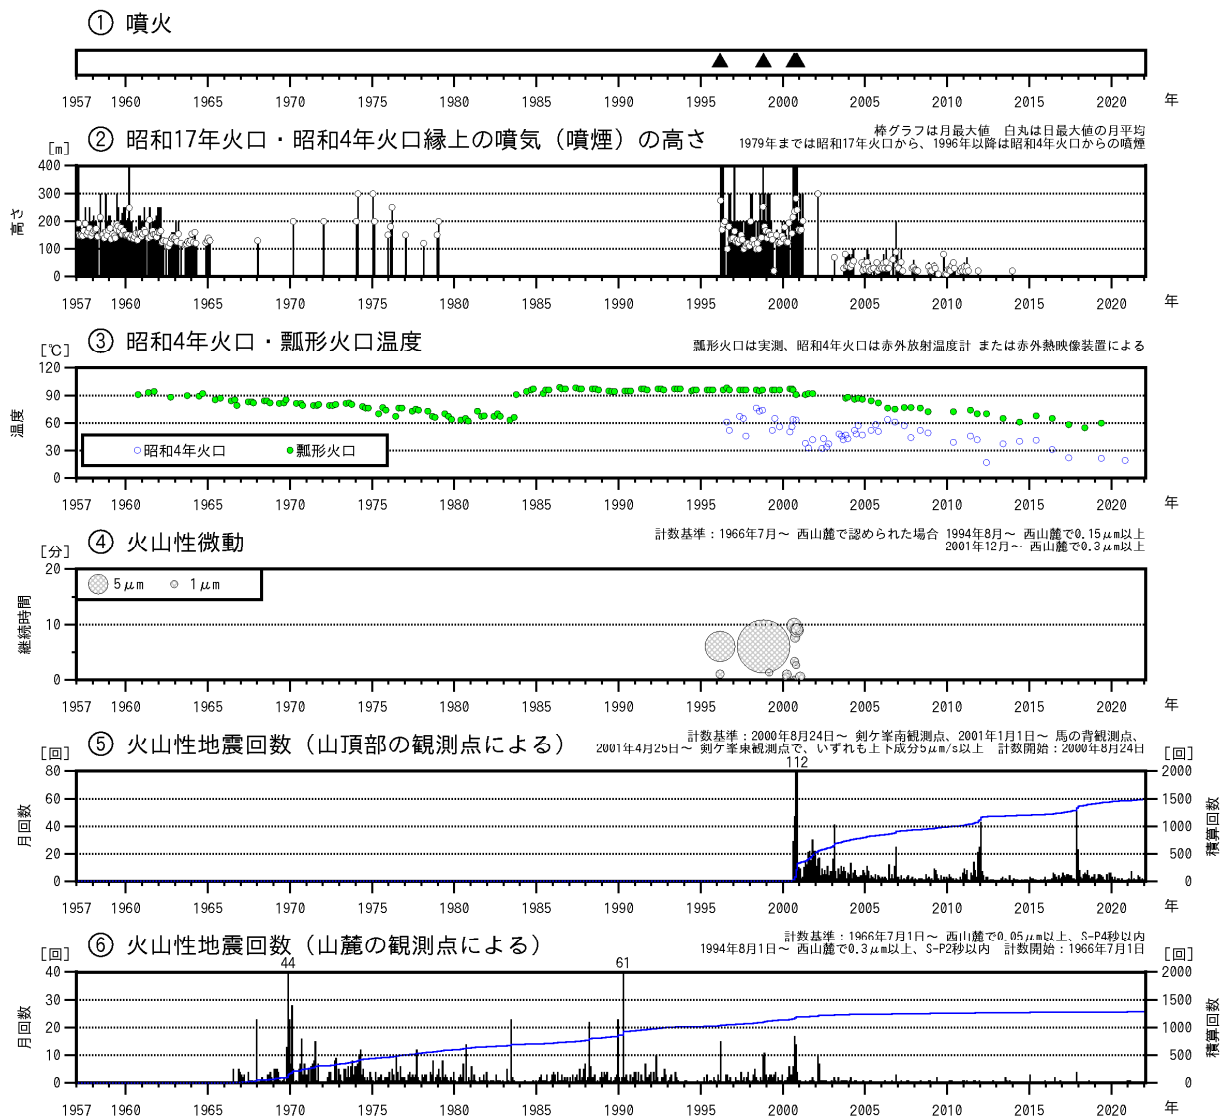 ① 噴火
1957 1960 1965 1970 1975 1980 1985 1990 1995 2000 2005 2010 2015 2020 年
② 昭和17年火口・昭和4年火口縁上の噴気（噴煙）の高さ
棒グラフは月最大値　白丸は日最大値の月平均
1979年までは昭和17年火口から、1996年以降は昭和4年火口からの噴煙
[m]
400
300
200
100
0
高さ
1957 1960 1965 1970 1975 1980 1985 1990 1995 2000 2005 2010 2015 2020 年
③ 昭和4年火口・瓢形火口温度
瓢形火口は実測、昭和4年火口は赤外放射温度計 または赤外熱映像装置による
[℃]
120
90
60
30
0
温度
昭和4年火口 瓢形火口
1957 1960 1965 1970 1975 1980 1985 1990 1995 2000 2005 2010 2015 2020 年
④ 火山性微動
計数基準：1966年7月〜 西山麓で認められた場合 1994年8月〜 西山麓で0.15μm以上
2001年12月〜 西山麓で0.3μm以上
[分]
20
10
0
継続時間
5μm 1μm
1957 1960 1965 1970 1975 1980 1985 1990 1995 2000 2005 2010 2015 2020 年
⑤ 火山性地震回数（山頂部の観測点による）
計数基準：2000年8月24日〜 剣ケ峯南観測点、2001年1月1日〜 馬の背観測点、
2001年4月25日〜 剣ケ峯東観測点で、いずれも上下成分5μm/s以上　計数開始：2000年8月24日
[回] [回]
112
80 2000
60 1500
40 1000
20 500
0 0
月回数 積算回数
1957 1960 1965 1970 1975 1980 1985 1990 1995 2000 2005 2010 2015 2020 年
⑥ 火山性地震回数（山麓の観測点による）
計数基準：1966年7月1日〜 西山麓で0.05μm以上、S-P4秒以内
1994年8月1日〜 西山麓で0.3μm以上、S-P2秒以内　計数開始：1966年7月1日
[回] [回]
44 61
40 2000
30 1500
20 1000
10 500
0 0
月回数 積算回数
1957 1960 1965 1970 1975 1980 1985 1990 1995 2000 2005 2010 2015 2020 年